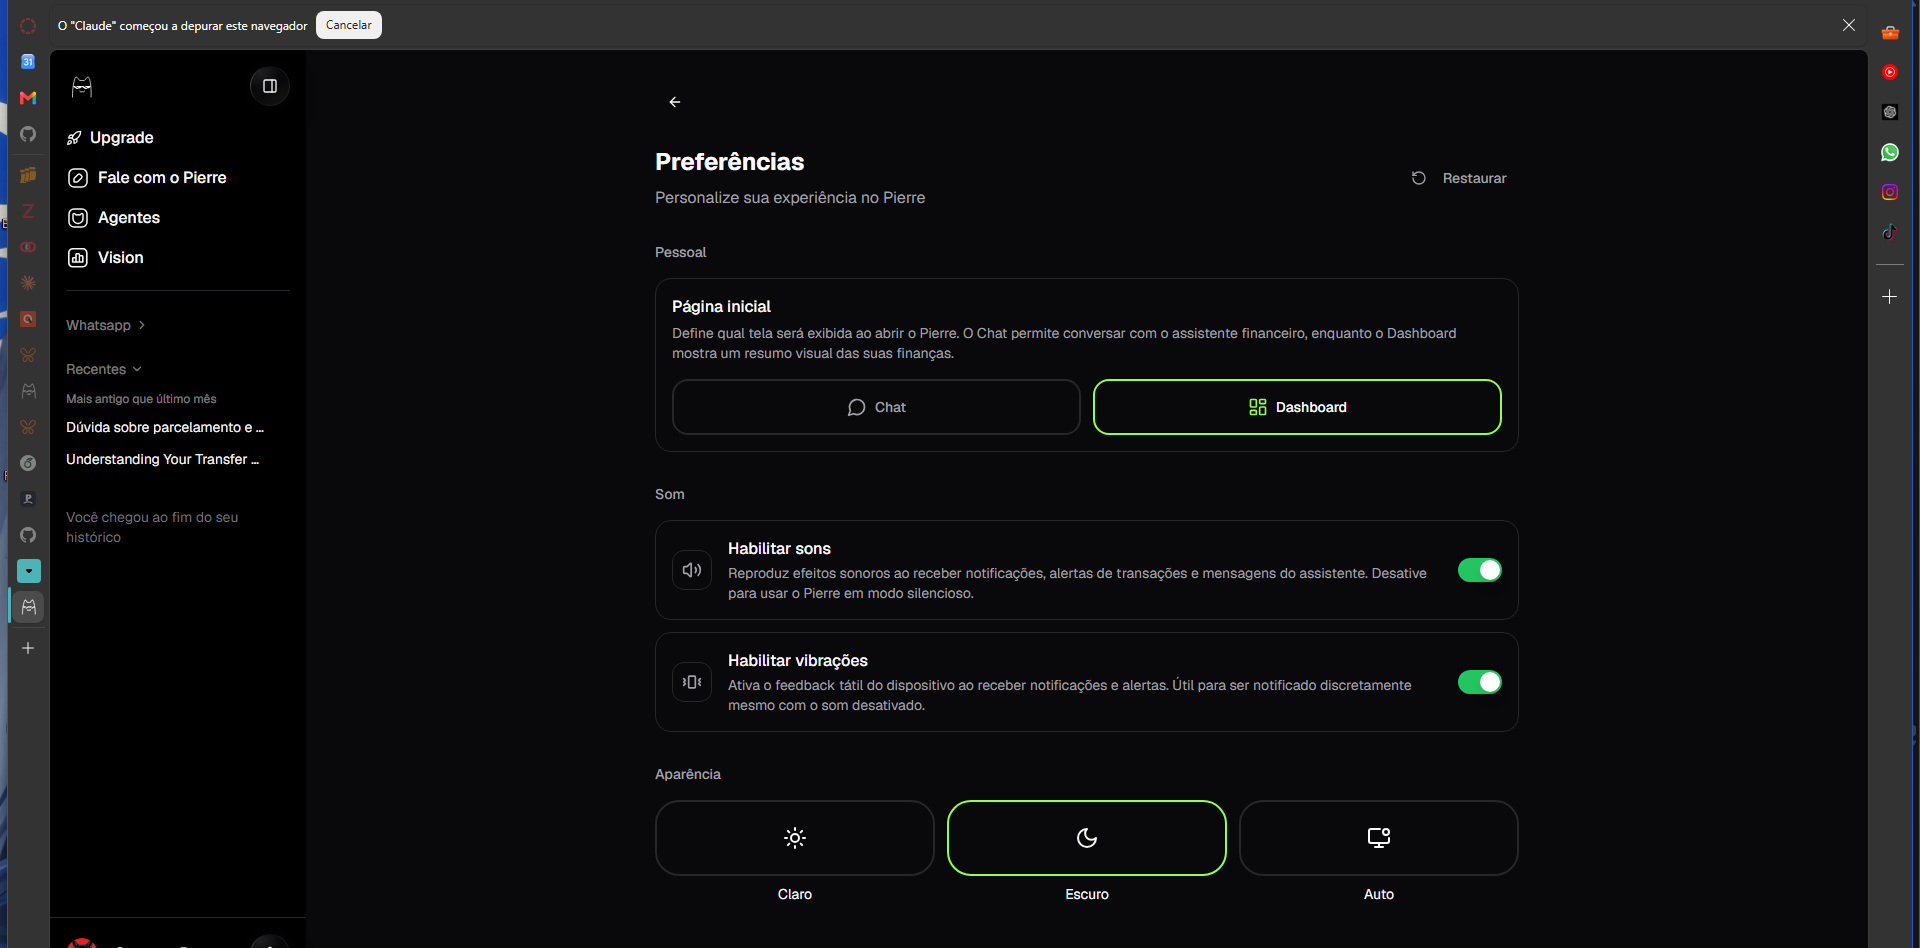 O "Claude" começou a depurar este navegador
Cancelar
31
Upgrade
Fale com o Pierre
Agentes
Vision
Whatsapp
Recentes
Mais antigo que último mês
Dúvida sobre parcelamento e ...
Understanding Your Transfer ...
Você chegou ao fim do seu
histórico
Preferências
Personalize sua experiência no Pierre
Restaurar
Pessoal
Página inicial
Define qual tela será exibida ao abrir o Pierre. O Chat permite conversar com o assistente financeiro, enquanto o Dashboard
mostra um resumo visual das suas finanças.
Chat
Dashboard
Som
Habilitar sons
Reproduz efeitos sonoros ao receber notificações, alertas de transações e mensagens do assistente. Desative
para usar o Pierre em modo silencioso.
Habilitar vibrações
Ativa o feedback tátil do dispositivo ao receber notificações e alertas. Útil para ser notificado discretamente
mesmo com o som desativado.
Aparência
Claro
Escuro
Auto